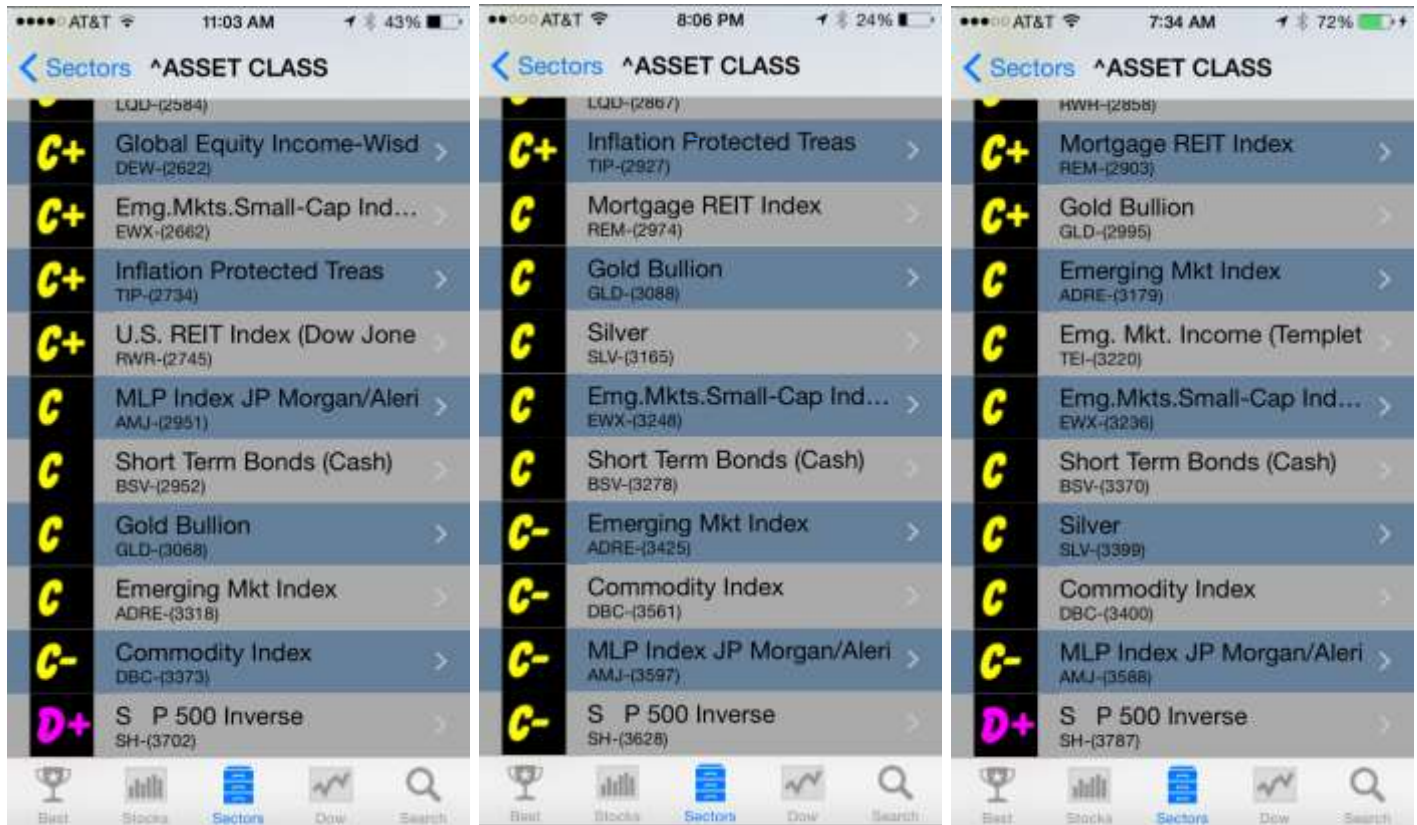 AT&T 11:03 AM 43%
Sectors ^ASSET CLASS
LQD-(2584)
C+ Global Equity Income-Wisd
DEW-(2622)
C+ Emg.Mkts.Small-Cap Ind...
EWX-(2662)
C+ Inflation Protected Treas
TIP-(2734)
C+ U.S. REIT Index (Dow Jone
RWR-(2745)
C MLP Index JP Morgan/Aleri
AMJ-(2951)
C Short Term Bonds (Cash)
BSV-(2952)
C Gold Bullion
GLD-(3068)
C Emerging Mkt Index
ADRE-(3318)
C- Commodity Index
DBC-(3373)
D+ S P 500 Inverse
SH-(3702)
Best Stocks Sectors Dow Search
AT&T 8:06 PM 24%
Sectors ^ASSET CLASS
LQD-(2867)
C+ Inflation Protected Treas
TIP-(2927)
C Mortgage REIT Index
REM-(2974)
C Gold Bullion
GLD-(3088)
C Silver
SLV-(3165)
C Emg.Mkts.Small-Cap Ind...
EWX-(3248)
C Short Term Bonds (Cash)
BSV-(3278)
C- Emerging Mkt Index
ADRE-(3425)
C- Commodity Index
DBC-(3561)
C- MLP Index JP Morgan/Aleri
AMJ-(3597)
C- S P 500 Inverse
SH-(3628)
Best Stocks Sectors Dow Search
AT&T 7:34 AM 72%
Sectors ^ASSET CLASS
RWR-(2858)
C+ Mortgage REIT Index
REM-(2903)
C+ Gold Bullion
GLD-(2995)
C Emerging Mkt Index
ADRE-(3179)
C Emg. Mkt. Income (Templet
TEI-(3220)
C Emg.Mkts.Small-Cap Ind...
EWX-(3236)
C Short Term Bonds (Cash)
BSV-(3370)
C Silver
SLV-(3399)
C Commodity Index
DBC-(3400)
C- MLP Index JP Morgan/Aleri
AMJ-(3588)
D+ S P 500 Inverse
SH-(3787)
Best Stocks Sectors Dow Search